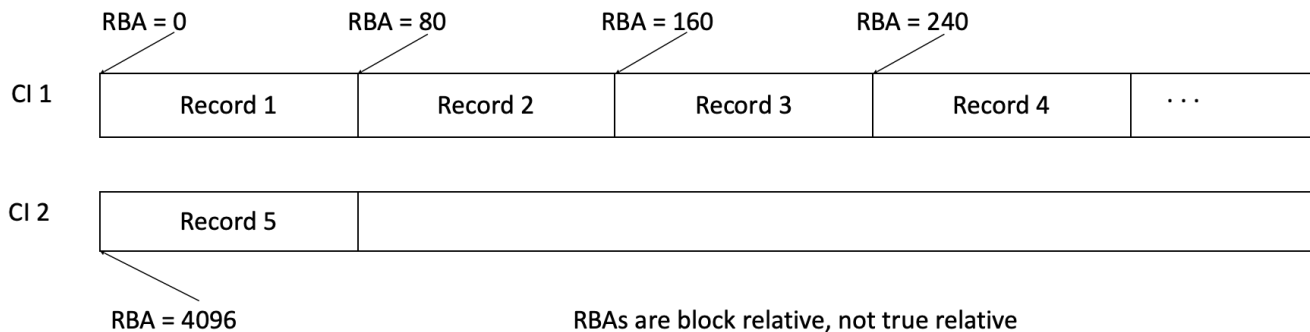 RBA = 0 RBA = 80 RBA = 160 RBA = 240
CI 1 Record 1 Record 2 Record 3 Record 4 . . .
CI 2 Record 5
RBA = 4096 RBAs are block relative, not true relative